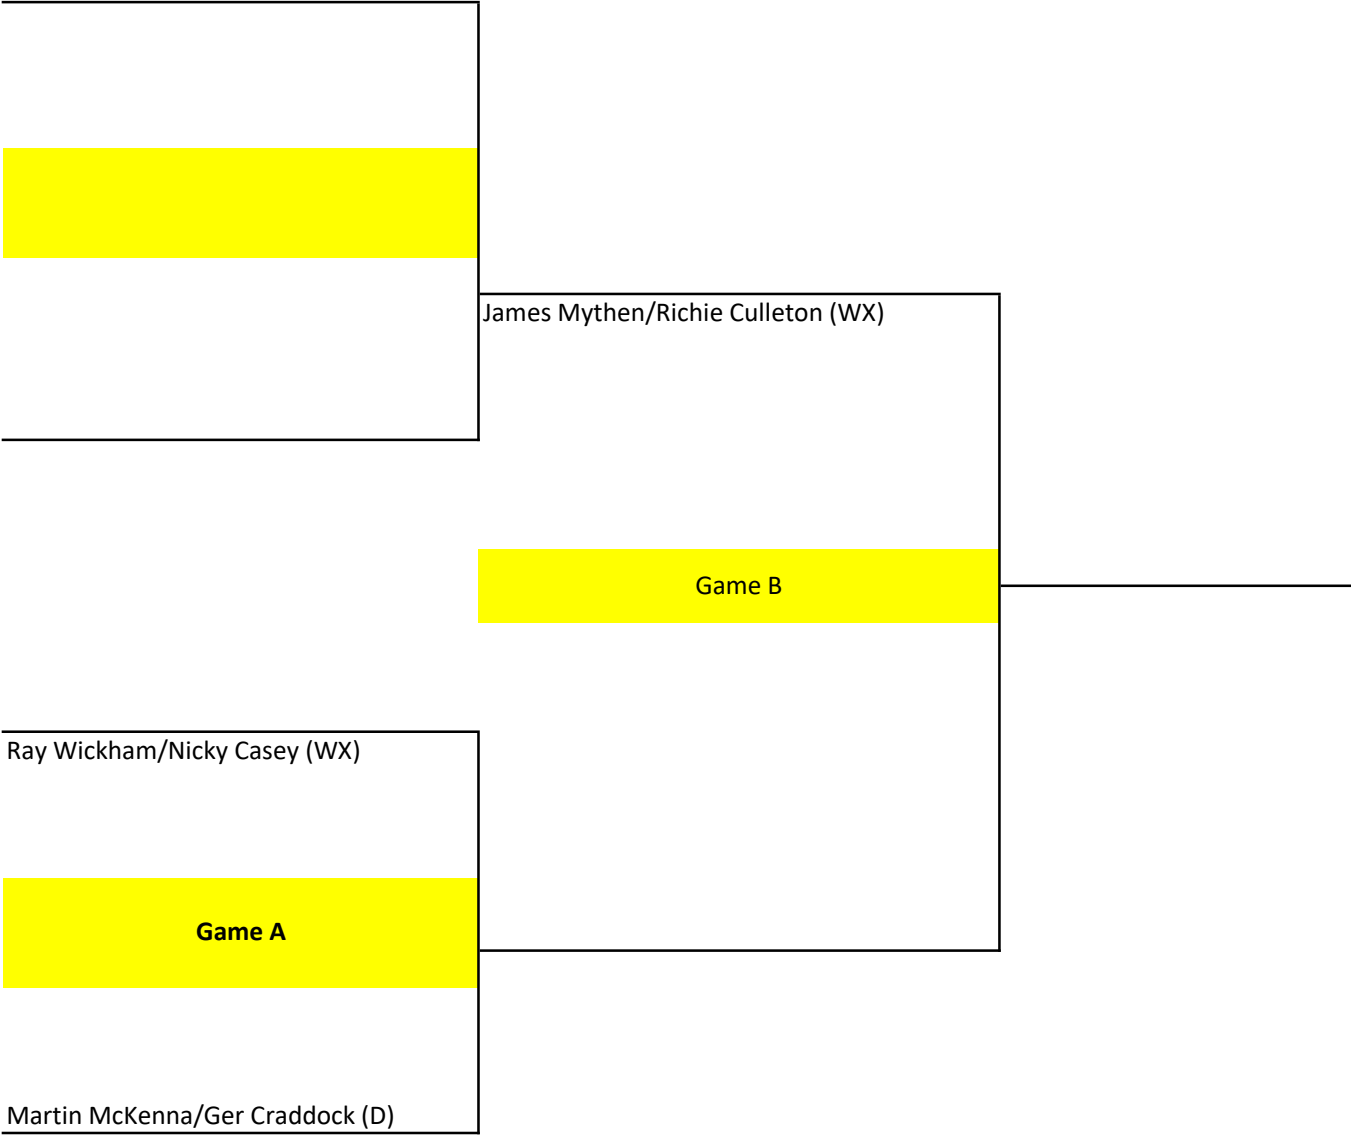 James Mythen/Richie Culleton (WX)
Game B
Ray Wickham/Nicky Casey (WX)
Game A
Martin McKenna/Ger Craddock (D)